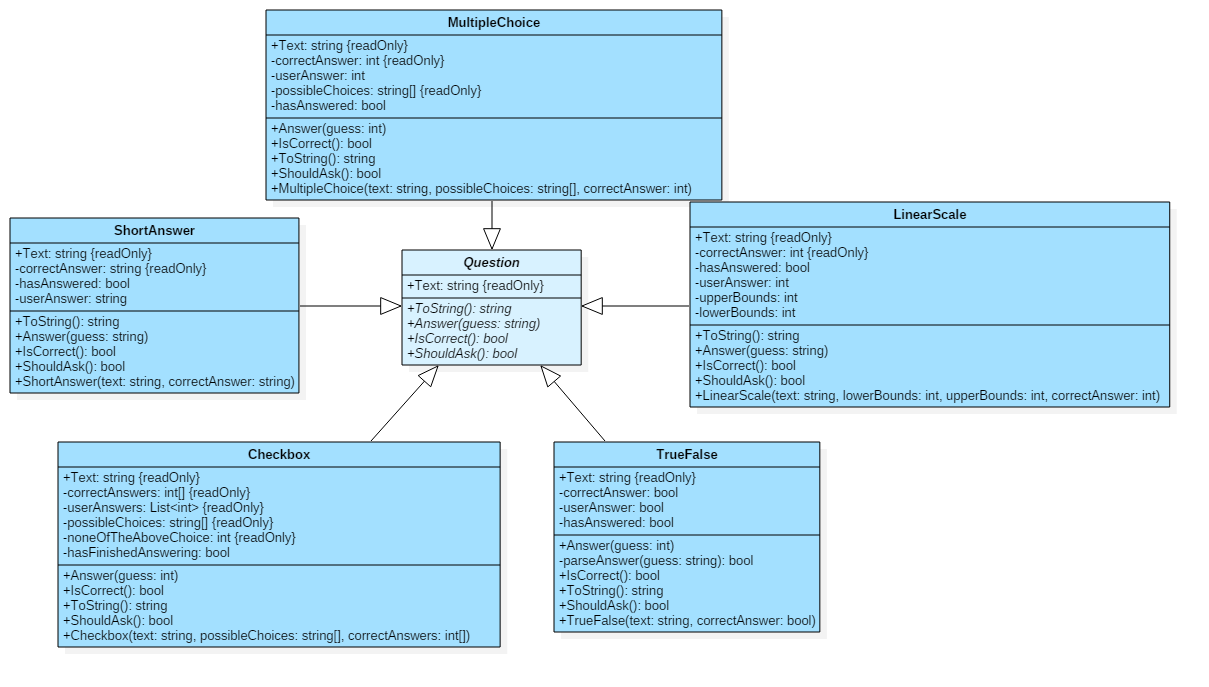 MultipleChoice
+Text: string {readOnly}
-correctAnswer: int {readOnly}
-userAnswer: int
-possibleChoices: string[] {readOnly}
-hasAnswered: bool
+Answer(guess: int)
+IsCorrect(): bool
+ToString(): string
+ShouldAsk(): bool
+MultipleChoice(text: string, possibleChoices: string[], correctAnswer: int)
ShortAnswer
+Text: string {readOnly}
-correctAnswer: string {readOnly}
-hasAnswered: bool
-userAnswer: string
+ToString(): string
+Answer(guess: string)
+IsCorrect(): bool
+ShouldAsk(): bool
+ShortAnswer(text: string, correctAnswer: string)
Question
+Text: string {readOnly}
+ToString(): string
+Answer(guess: string)
+IsCorrect(): bool
+ShouldAsk(): bool
LinearScale
+Text: string {readOnly}
-correctAnswer: int {readOnly}
-hasAnswered: bool
-userAnswer: int
-upperBounds: int
-lowerBounds: int
+ToString(): string
+Answer(guess: string)
+IsCorrect(): bool
+ShouldAsk(): bool
+LinearScale(text: string, lowerBounds: int, upperBounds: int, correctAnswer: int)
Checkbox
+Text: string {readOnly}
-correctAnswers: int[] {readOnly}
-userAnswers: List<int> {readOnly}
-possibleChoices: string[] {readOnly}
-noneOfTheAboveChoice: int {readOnly}
-hasFinishedAnswering: bool
+Answer(guess: int)
+IsCorrect(): bool
+ToString(): string
+ShouldAsk(): bool
+Checkbox(text: string, possibleChoices: string[], correctAnswers: int[])
TrueFalse
+Text: string {readOnly}
-correctAnswer: bool
-userAnswer: bool
-hasAnswered: bool
+Answer(guess: int)
-parseAnswer(guess: string): bool
+IsCorrect(): bool
+ToString(): string
+ShouldAsk(): bool
+TrueFalse(text: string, correctAnswer: bool)